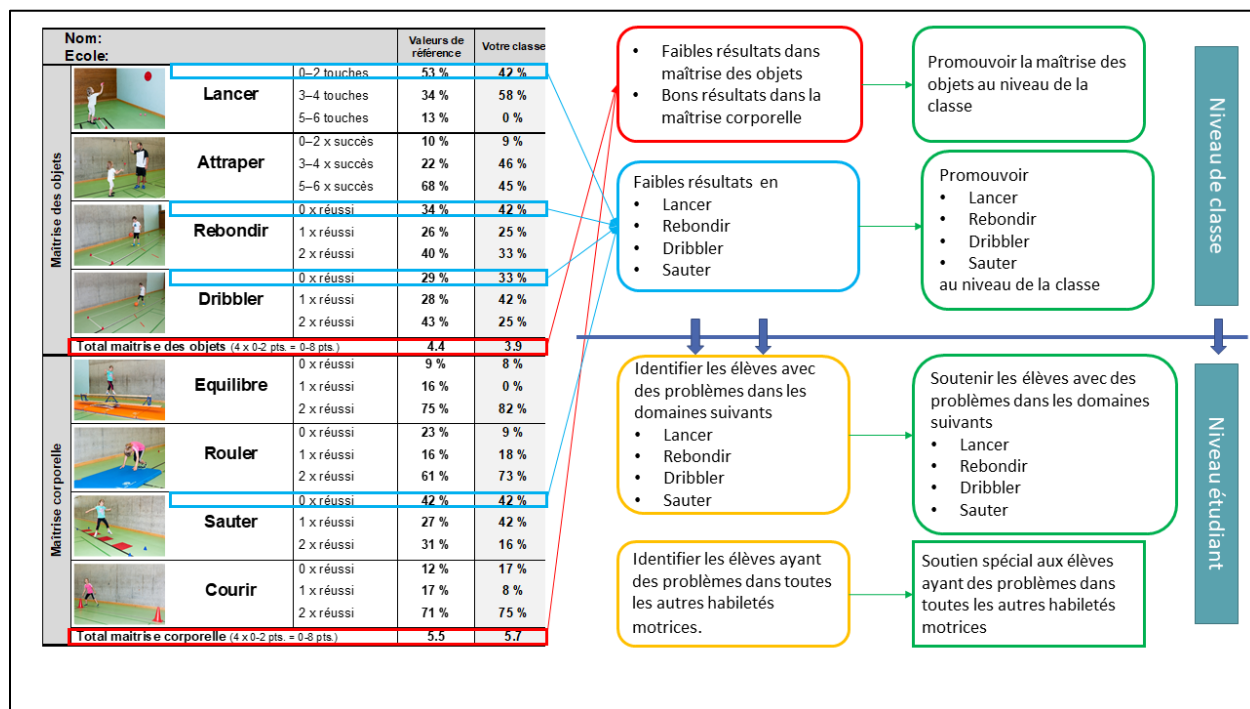 Nom:
Ecole:
Valeurs de référence
Votre classe
Maîtrise des objets
Lancer
0–2 touches 53 % 42 %
3–4 touches 34 % 58 %
5–6 touches 13 % 0 %
Attraper
0–2 x succès 10 % 9 %
3–4 x succès 22 % 46 %
5–6 x succès 68 % 45 %
Rebondir
0 x réussi 34 % 42 %
1 x réussi 26 % 25 %
2 x réussi 40 % 33 %
Dribbler
0 x réussi 29 % 33 %
1 x réussi 28 % 42 %
2 x réussi 43 % 25 %
Total maitrise des objets (4 x 0-2 pts. = 0-8 pts.) 4.4 3.9
Maîtrise corporelle
Equilibre
0 x réussi 9 % 8 %
1 x réussi 16 % 0 %
2 x réussi 75 % 82 %
Rouler
0 x réussi 23 % 9 %
1 x réussi 16 % 18 %
2 x réussi 61 % 73 %
Sauter
0 x réussi 42 % 42 %
1 x réussi 27 % 42 %
2 x réussi 31 % 16 %
Courir
0 x réussi 12 % 17 %
1 x réussi 17 % 8 %
2 x réussi 71 % 75 %
Total maitrise corporelle (4 x 0-2 pts. = 0-8 pts.) 5.5 5.7
• Faibles résultats dans
maîtrise des objets
• Bons résultats dans la
maîtrise corporelle
Promouvoir la maîtrise des
objets au niveau de la
classe
Faibles résultats en
• Lancer
• Rebondir
• Dribbler
• Sauter
Promouvoir
• Lancer
• Rebondir
• Dribbler
• Sauter
au niveau de la classe
Niveau de classe
Identifier les élèves avec
des problèmes dans les
domaines suivants
• Lancer
• Rebondir
• Dribbler
• Sauter
Soutenir les élèves avec des
problèmes dans les domaines
suivants
• Lancer
• Rebondir
• Dribbler
• Sauter
Identifier les élèves ayant
des problèmes dans toutes
les autres habiletés
motrices.
Soutien spécial aux élèves
ayant des problèmes dans
toutes les autres habiletés
motrices
Niveau étudiant